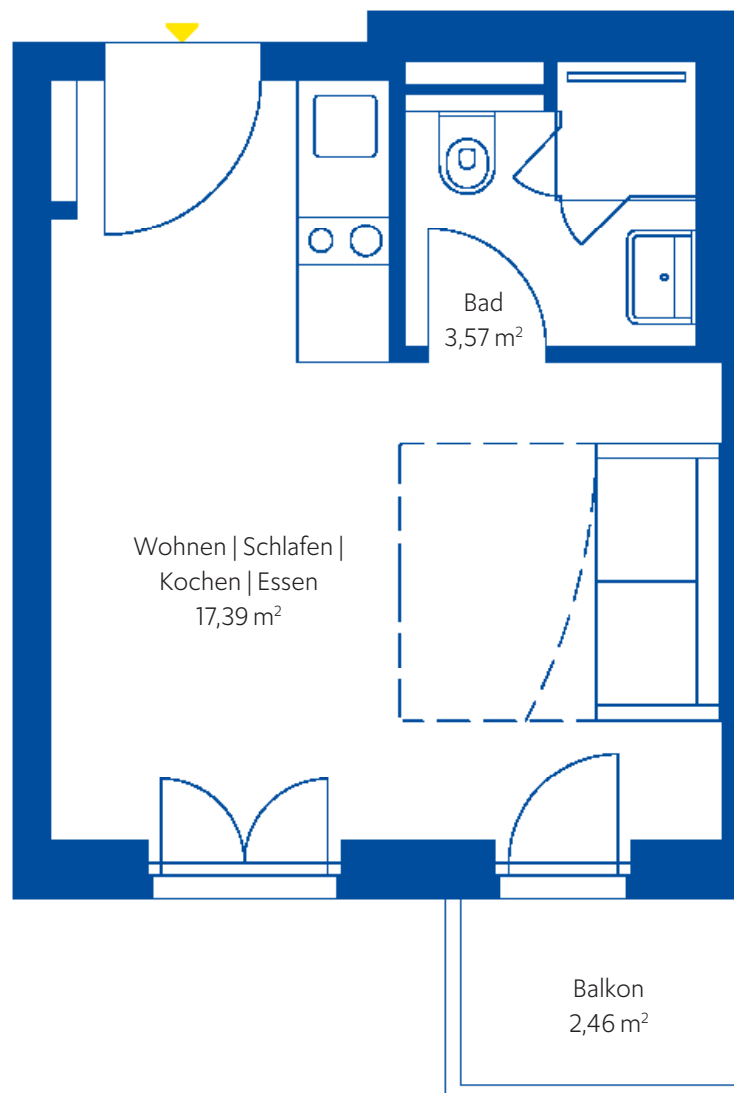 Bad
3,57 m²
Wohnen | Schlafen |
Kochen | Essen
17,39 m²
Balkon
2,46 m²